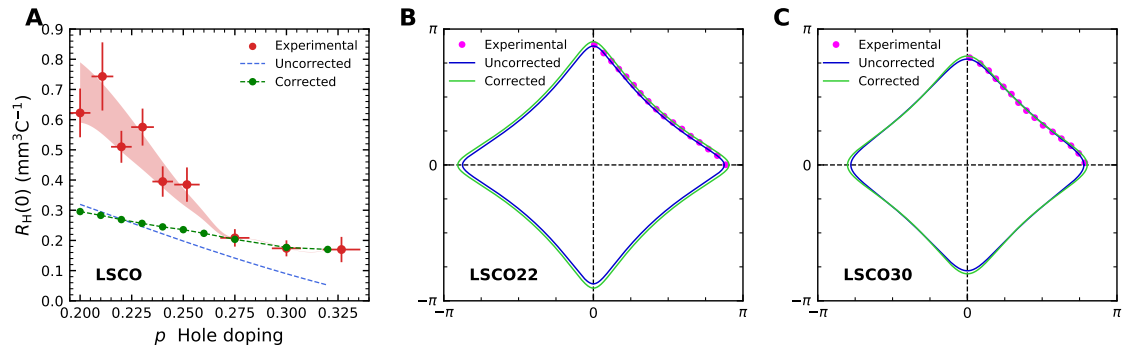 A
0.9
0.8
0.7
0.6
0.5
0.4
0.3
0.2
0.1
0.0
R_H(0) (mm³C⁻¹)
Experimental
Uncorrected
Corrected
LSCO
0.200 0.225 0.250 0.275 0.300 0.325
p Hole doping
B
π
0
−π
Experimental
Uncorrected
Corrected
LSCO22
−π 0 π
C
π
0
−π
Experimental
Uncorrected
Corrected
LSCO30
−π 0 π